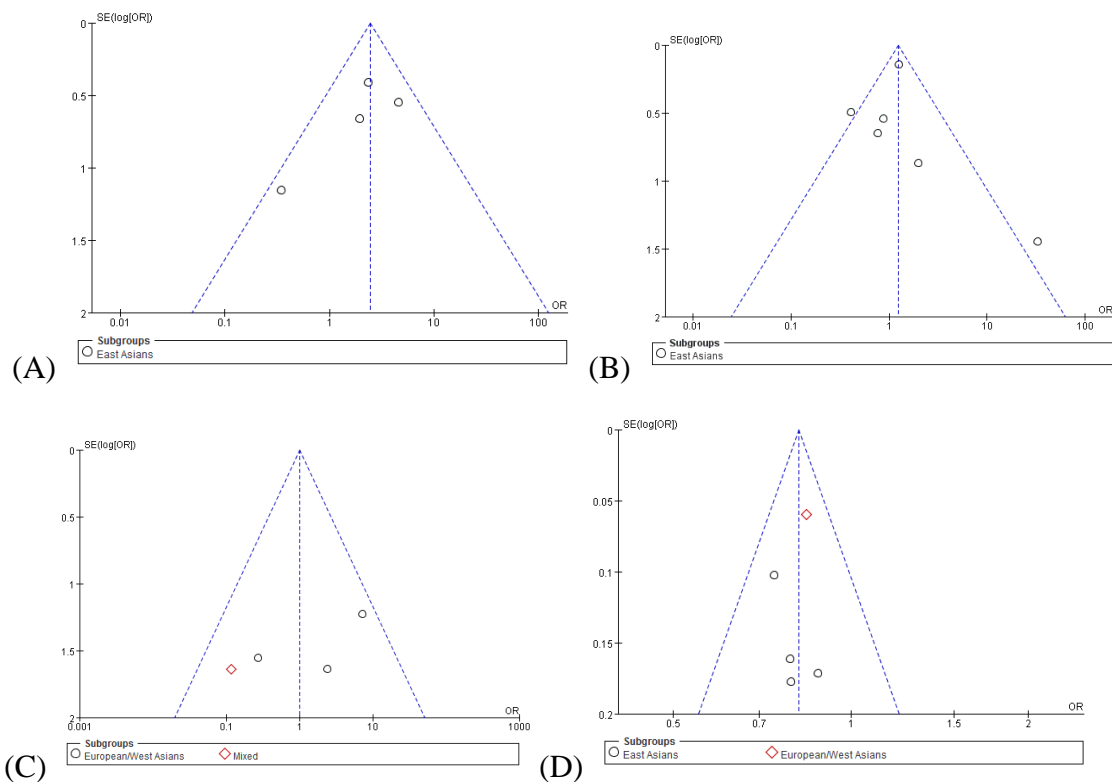 SE(log[OR])
0
0.5
1
1.5
2
0.01 0.1 1 10 100
OR
Subgroups
East Asians
(A)
SE(log[OR])
0
0.5
1
1.5
2
0.01 0.1 1 10 100
OR
Subgroups
East Asians
(B)
SE(log[OR])
0
0.5
1
1.5
2
0.001 0.1 1 10 1000
OR
Subgroups
European/West Asians Mixed
(C)
SE(log[OR])
0
0.05
0.1
0.15
0.2
0.5 0.7 1 1.5 2
OR
Subgroups
East Asians European/West Asians
(D)